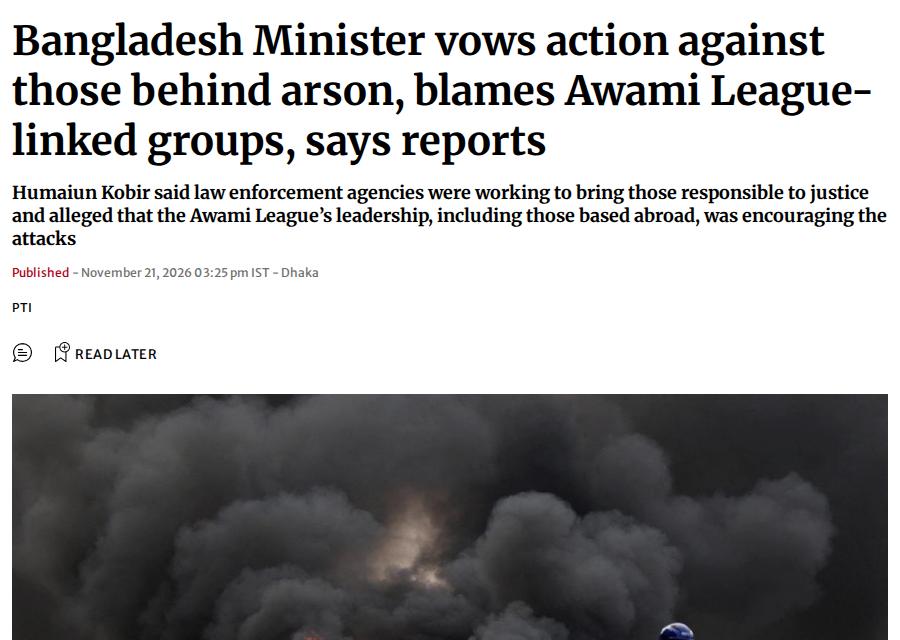 Bangladesh Minister vows action against
those behind arson, blames Awami League-
linked groups, says reports
Humaiun Kobir said law enforcement agencies were working to bring those responsible to justice
and alleged that the Awami League’s leadership, including those based abroad, was encouraging the
attacks
Published - November 21, 2026 03:25 pm IST - Dhaka
PTI
READ LATER